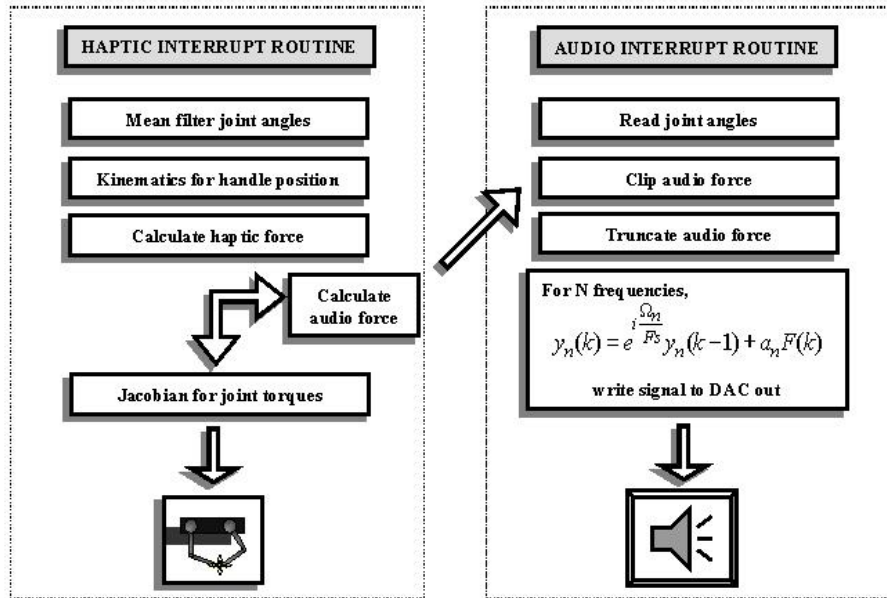 HAPTIC INTERRUPT ROUTINE
Mean filter joint angles
Kinematics for handle position
Calculate haptic force
Calculate
audio force
Jacobian for joint torques
AUDIO INTERRUPT ROUTINE
Read joint angles
Clip audio force
Truncate audio force
For N frequencies,
y_n(k) = e^{i Ω_n/Fs} y_n(k−1) + a_n F(k)
write signal to DAC out